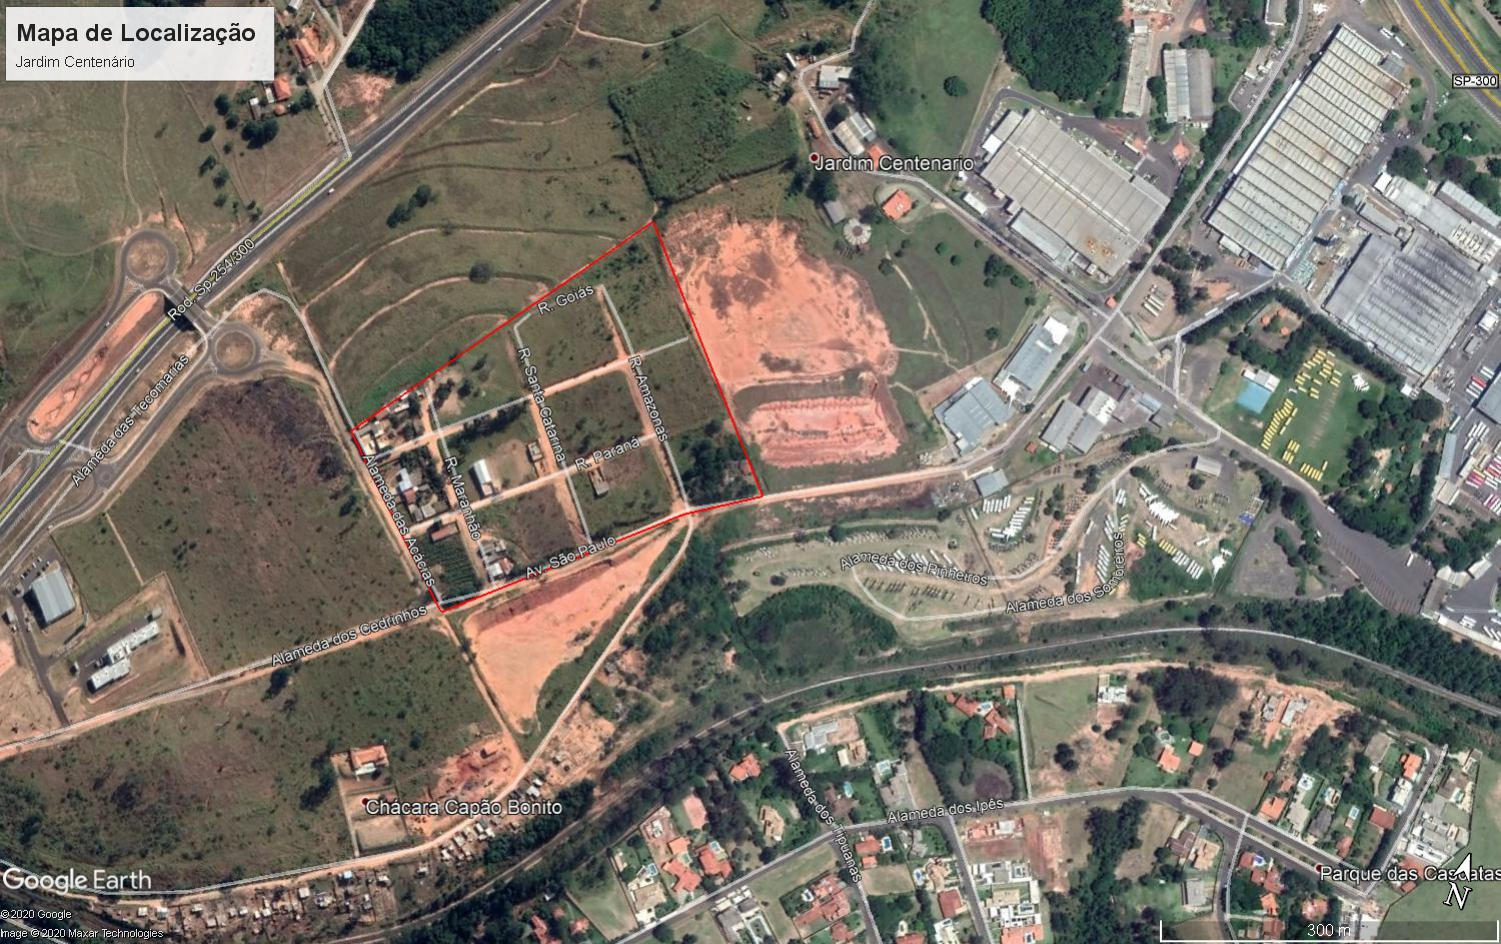 Mapa de Localização
Jardim Centenário
SP-300
Jardim Centenario
Rod. Sp 254/300
R. Goiás
R. Santa Catarina
R. Amazonas
R. Paraná
R. Maranhão
Alameda das Tecomarias
Alameda das Acácias
Av. São Paulo
Alameda dos Pinheiros
Alameda dos Sombreiros
Alameda dos Cedrinhos
Chácara Capão Bonito
Alameda dos Tipuanas
Alameda dos Ipês
Parque das Cascatas
Google Earth
N
©2020 Google
Image © 2020 Maxar Technologies
300 m